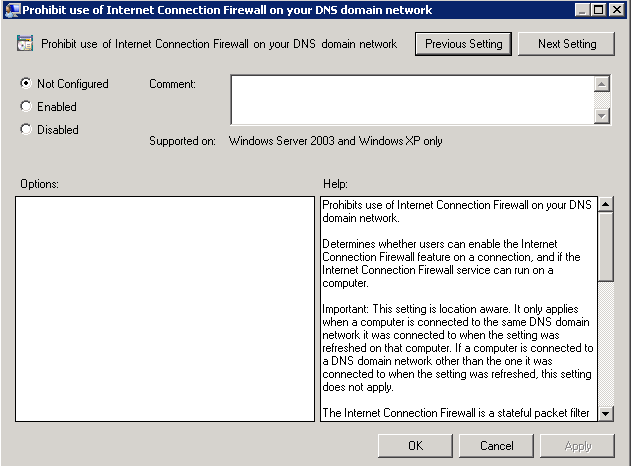 Prohibit use of Internet Connection Firewall on your DNS domain network
Prohibit use of Internet Connection Firewall on your DNS domain network
Previous Setting
Next Setting
Not Configured
Enabled
Disabled
Comment:
Supported on:
Windows Server 2003 and Windows XP only
Options:
Help:
Prohibits use of Internet Connection Firewall on your DNS
domain network.
Determines whether users can enable the Internet
Connection Firewall feature on a connection, and if the
Internet Connection Firewall service can run on a
computer.
Important: This setting is location aware. It only applies
when a computer is connected to the same DNS domain
network it was connected to when the setting was
refreshed on that computer. If a computer is connected to
a DNS domain network other than the one it was
connected to when the setting was refreshed, this setting
does not apply.
The Internet Connection Firewall is a stateful packet filter
OK
Cancel
Apply